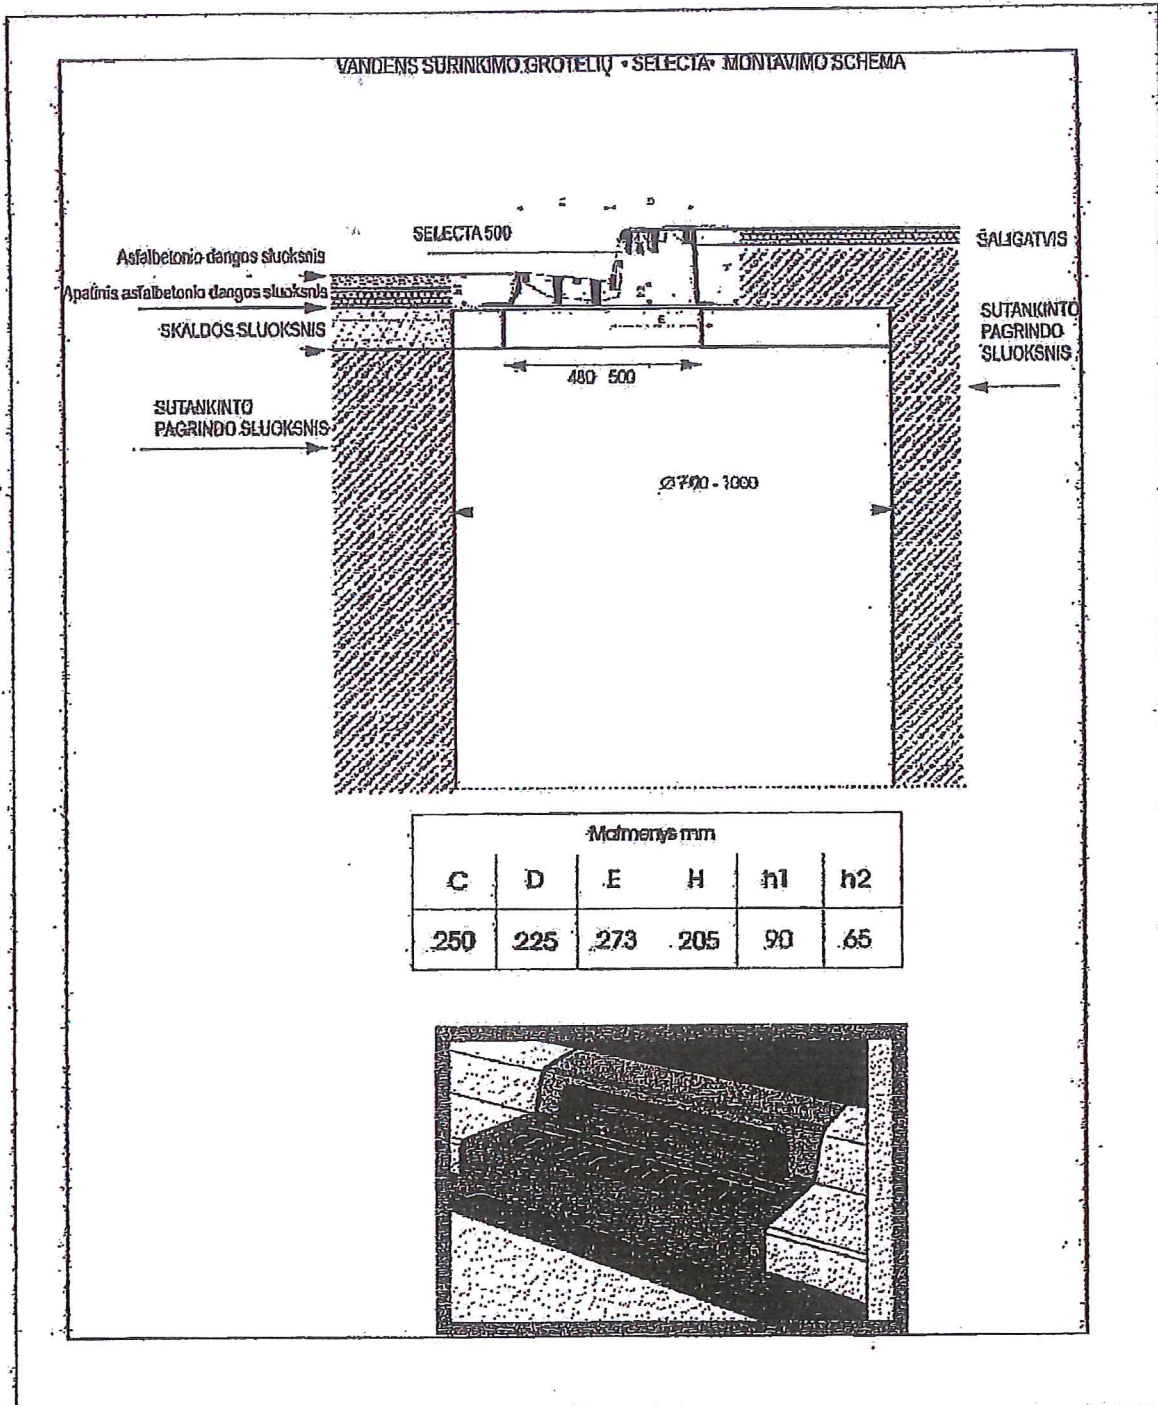 VANDENS SURINKIMO GROTELIŲ • SELECTA• MONTAVIMO SCHEMA
D
SELECTA 500
ŠALIGATVIS
Asfalbetonio dangos sluoksnis
Apatinis asfalbetonio dangos sluoksnis
SKALDOS SLUOKSNIS
E
SUTANKINTO
PAGRINDO
SLUOKSNIS
480 500
SUTANKINTO
PAGRINDO SLUOKSNIS
Ø700 - 1000
Matmenys mm
C D E H h1 h2
250 225 273 205 90 65